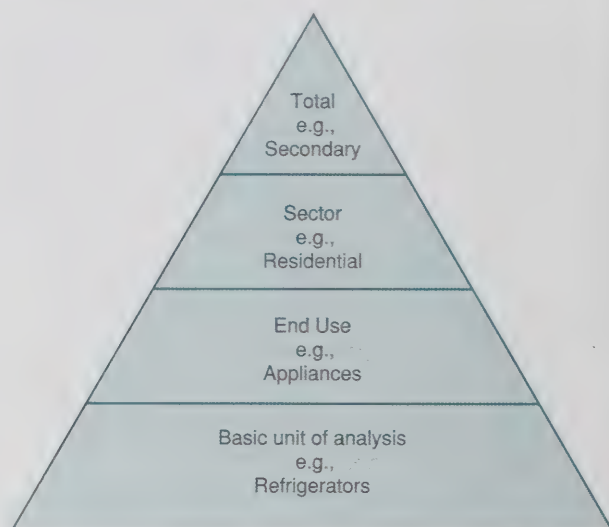 Total
e.g.,
Secondary
Sector
e.g.,
Residential
End Use
e.g.,
Appliances
Basic unit of analysis
e.g.,
Refrigerators